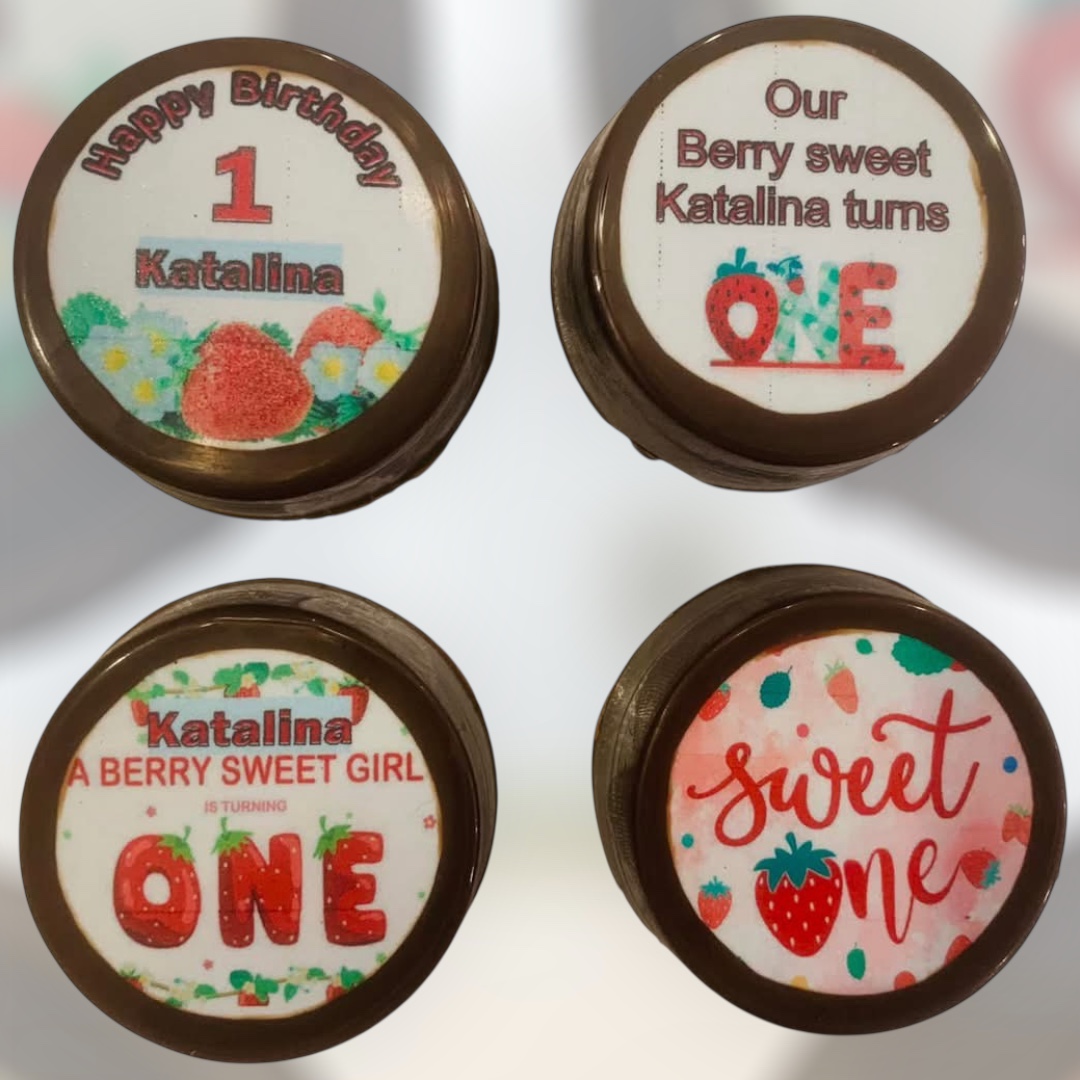 Happy Birthday
1
Katalina
Our
Berry sweet
Katalina turns
ONE
Katalina
A BERRY SWEET GIRL
IS TURNING
ONE
sweet
one